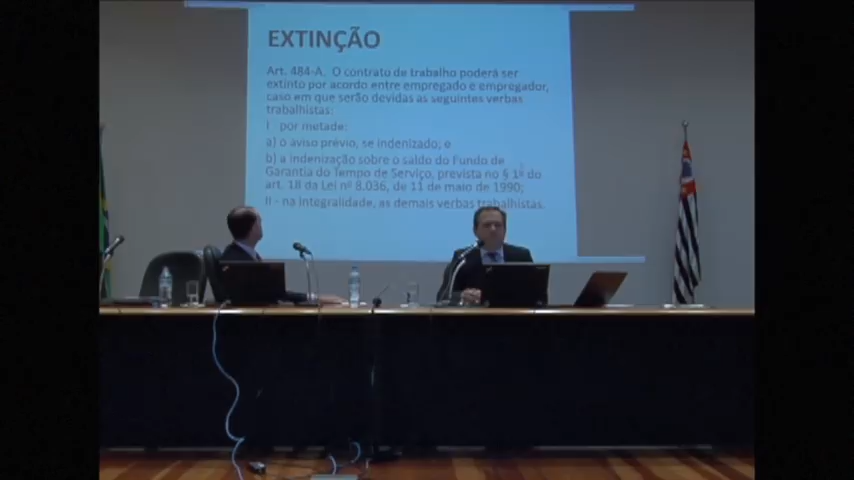 EXTINÇÃO
Art. 484-A. O contrato de trabalho poderá ser
extinto por acordo entre empregado e empregador,
caso em que serão devidas as seguintes verbas
trabalhistas:
I - por metade:
a) o aviso prévio, se indenizado; e
b) a indenização sobre o saldo do Fundo de
Garantia do Tempo de Serviço, prevista no § 1º do
art. 18 da Lei nº 8.036, de 11 de maio de 1990;
II - na integralidade, as demais verbas trabalhistas.